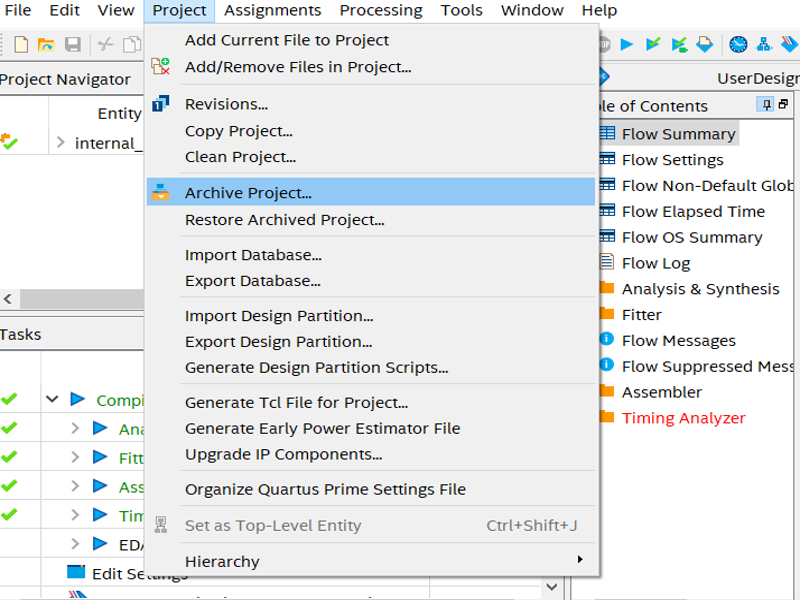 File Edit View Project Assignments Processing Tools Window Help
Project Navigator
Entity
internal_
Tasks
Compi
Ana
Fitt
Ass
Tim
EDA
Edit Settings
Add Current File to Project
Add/Remove Files in Project...
Revisions...
Copy Project...
Clean Project...
Archive Project...
Restore Archived Project...
Import Database...
Export Database...
Import Design Partition...
Export Design Partition...
Generate Design Partition Scripts...
Generate Tcl File for Project...
Generate Early Power Estimator File
Upgrade IP Components...
Organize Quartus Prime Settings File
Set as Top-Level Entity Ctrl+Shift+J
Hierarchy
UserDesign
le of Contents
Flow Summary
Flow Settings
Flow Non-Default Glob
Flow Elapsed Time
Flow OS Summary
Flow Log
Analysis & Synthesis
Fitter
Flow Messages
Flow Suppressed Mess
Assembler
Timing Analyzer